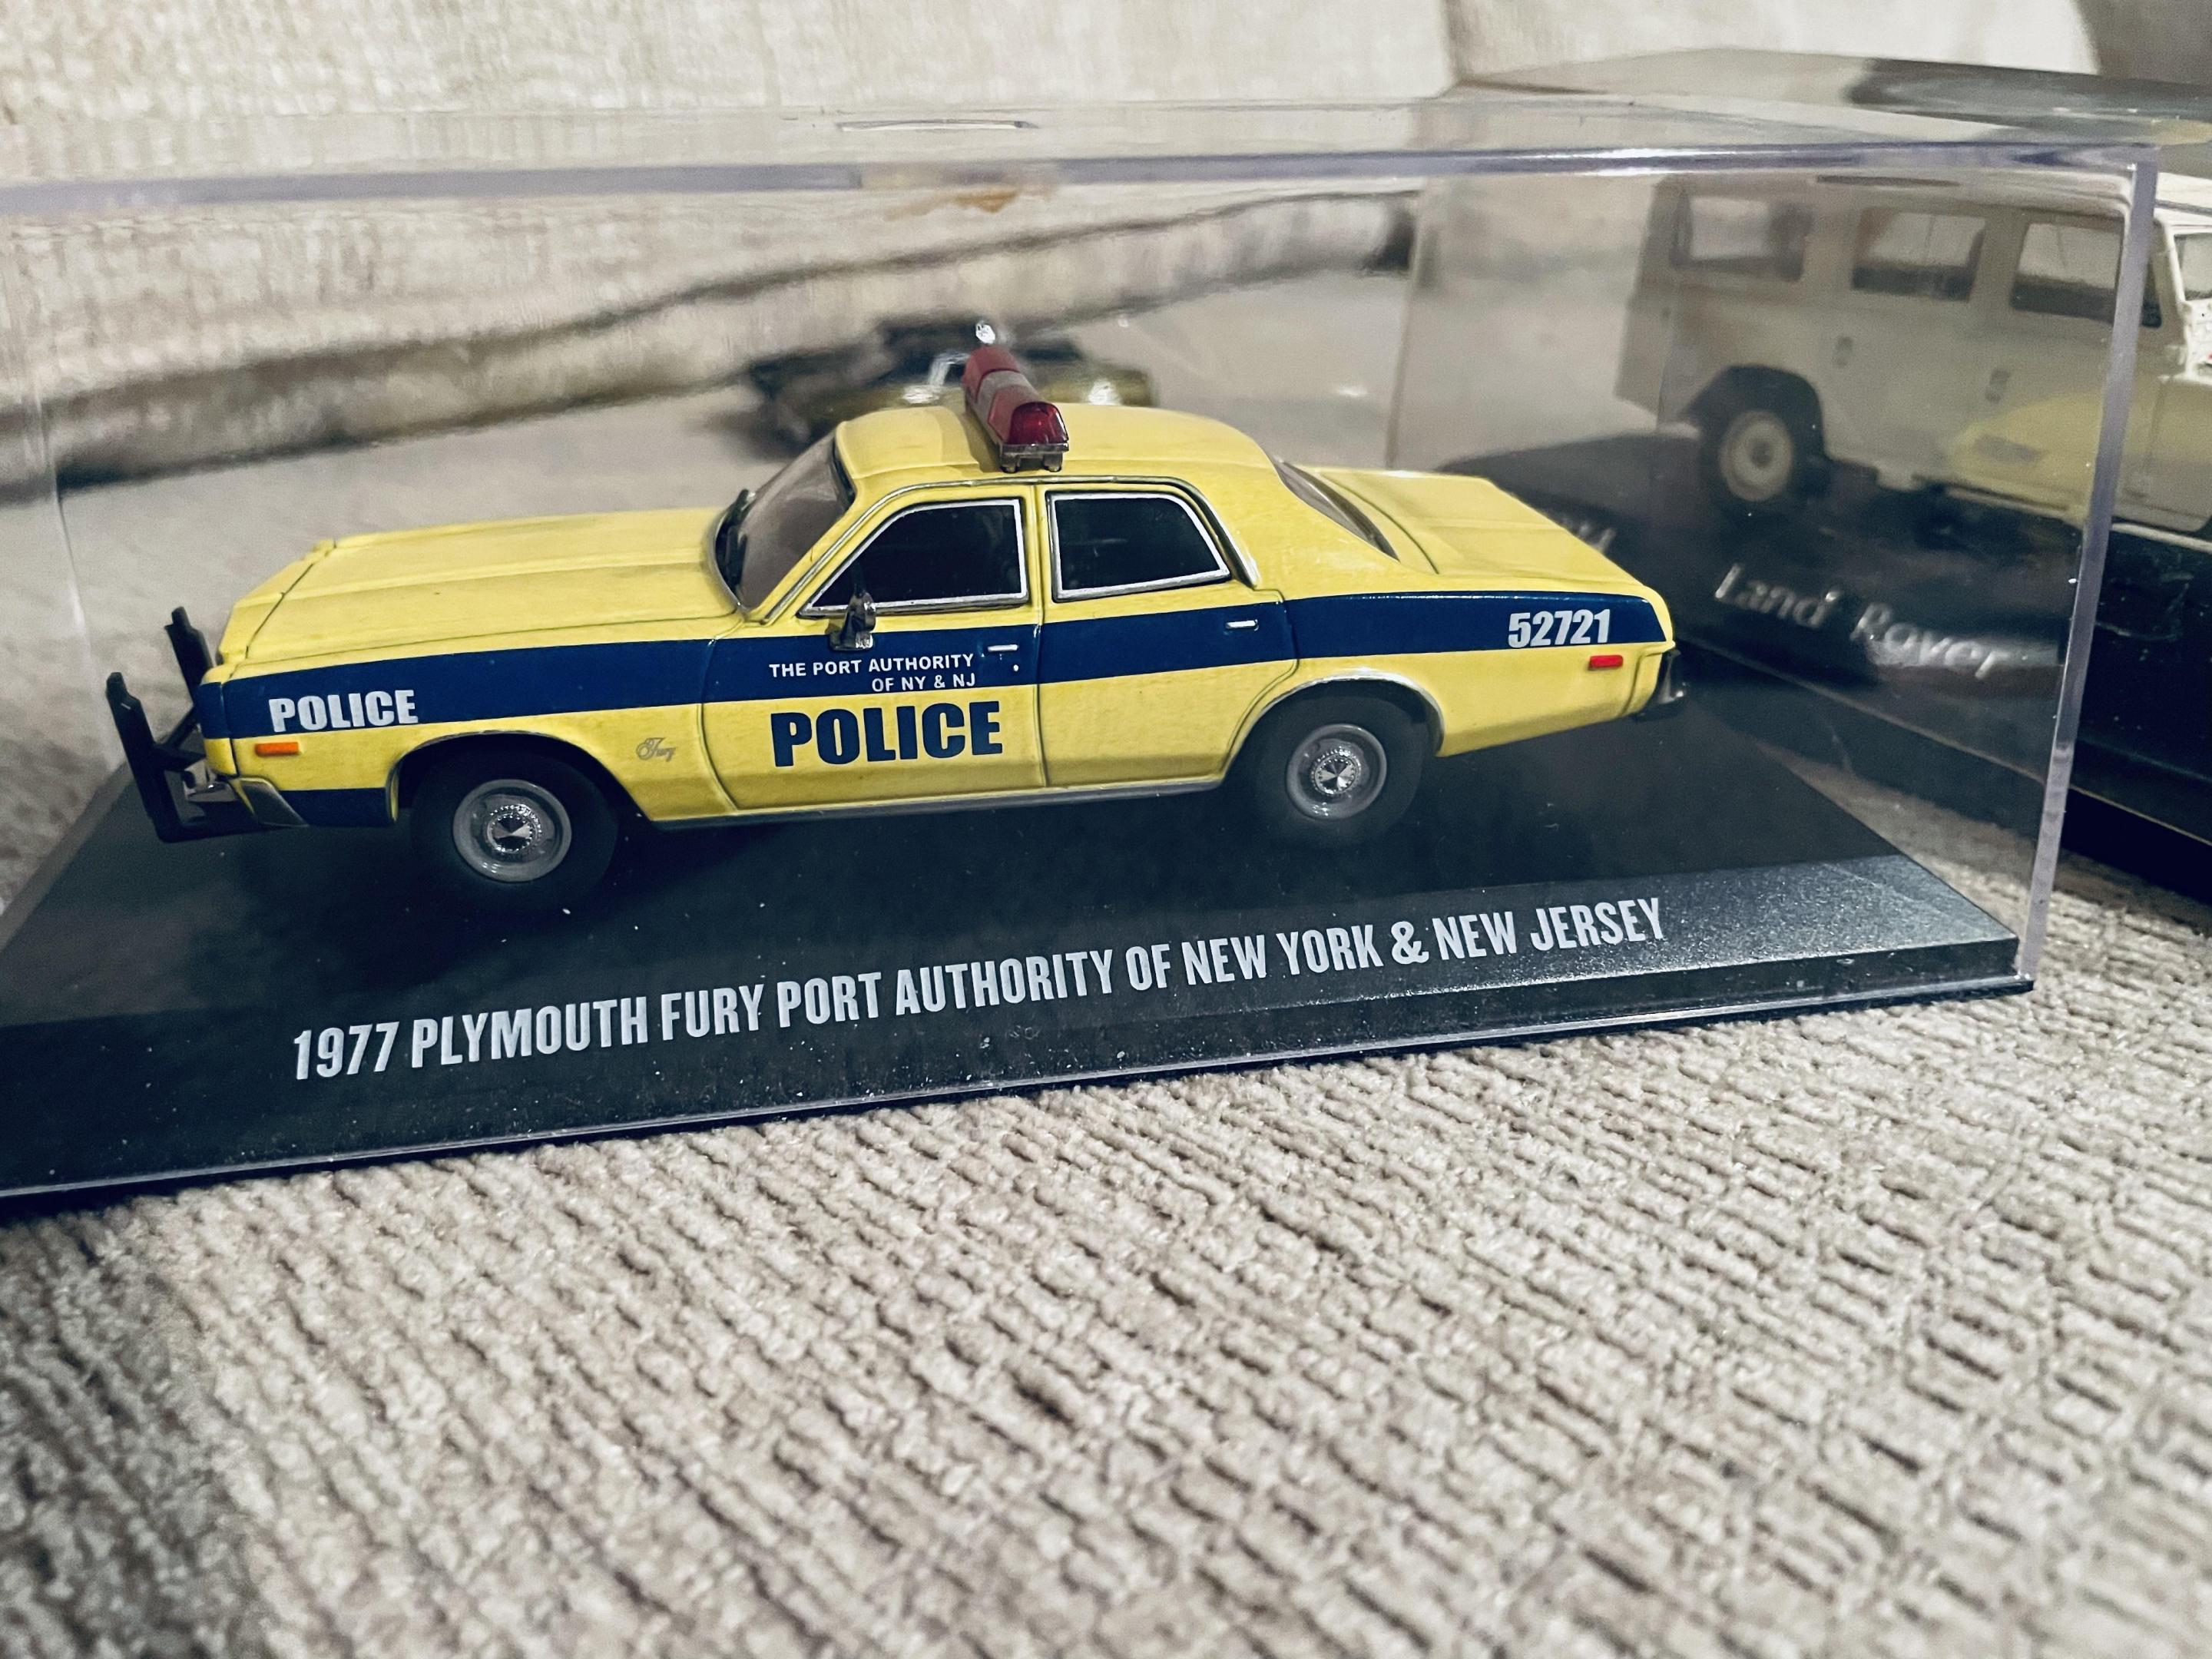 52721
THE PORT AUTHORITY
OF NY & NJ
POLICE
POLICE
Fury
1977 PLYMOUTH FURY PORT AUTHORITY OF NEW YORK & NEW JERSEY
Land Rover